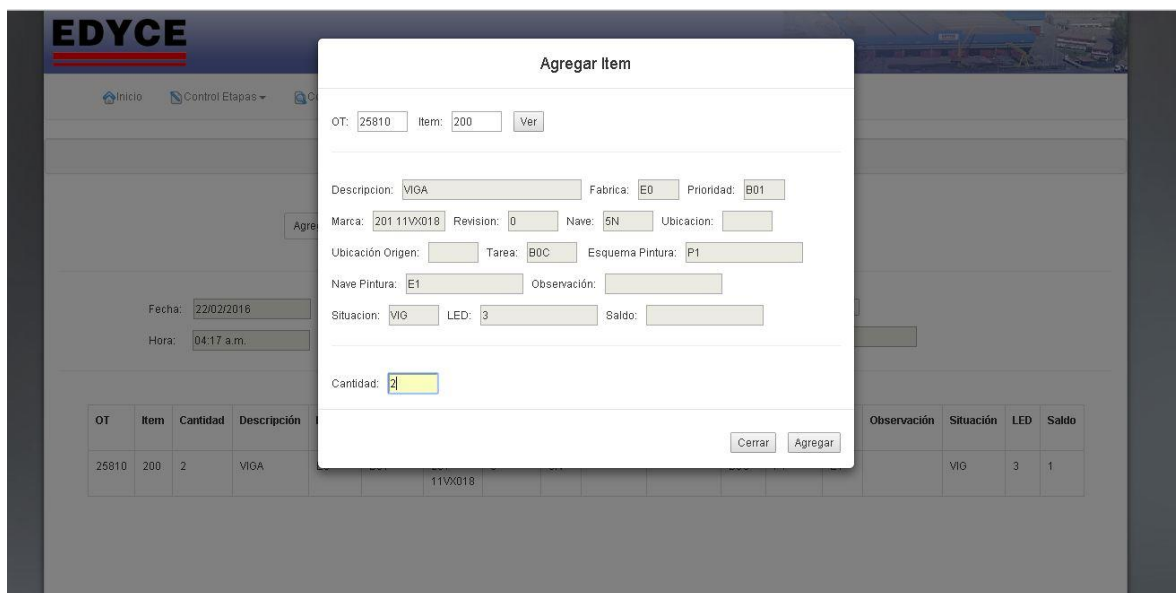 EDYCE
Agregar Item
Inicio Control Etapas
OT: 25810 Item: 200 Ver
Descripcion: VIGA Fabrica: E0 Prioridad: B01
Marca: 201 11VX018 Revision: 0 Nave: 5N Ubicacion:
Ubicación Origen: Tarea: B0C Esquema Pintura: P1
Nave Pintura: E1 Observación:
Situacion: VIG LED: 3 Saldo:
Fecha: 22/02/2016
Hora: 04:17 a.m.
Cantidad: 2
Cerrar Agregar
OT Item Cantidad Descripción Observación Situación LED Saldo
25810 200 2 VIGA VIG 3 1
11VX018